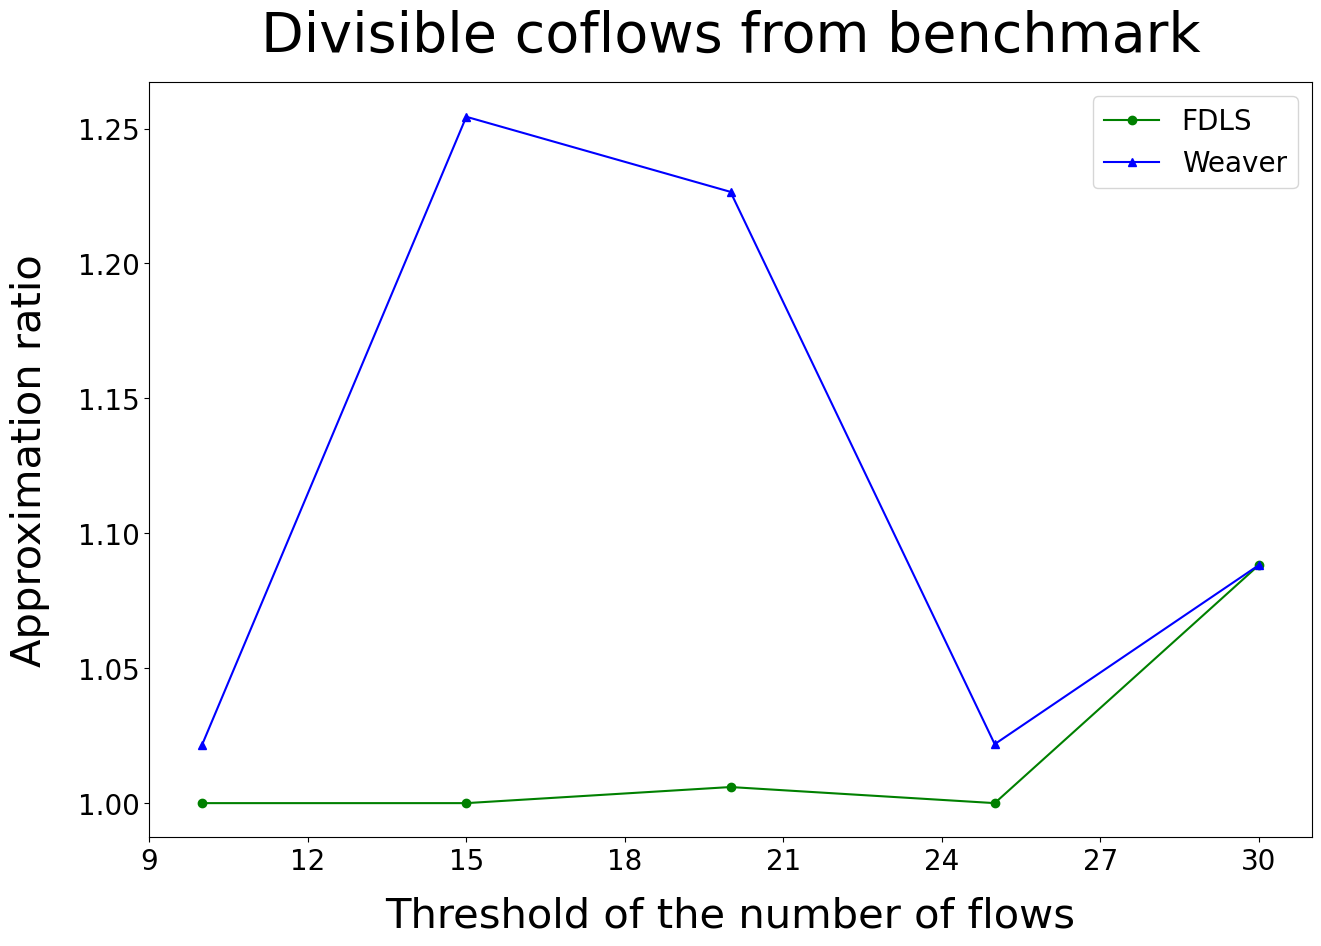 Divisible coflows from benchmark
FDLS
Weaver
Approximation ratio
1.25
1.20
1.15
1.10
1.05
1.00
9 12 15 18 21 24 27 30
Threshold of the number of flows